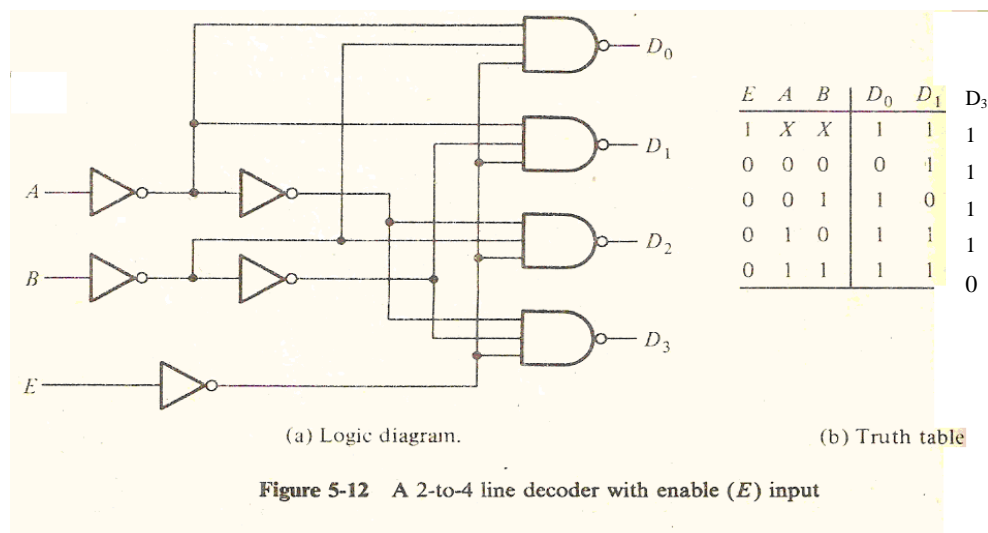 D0
D1
A
D2
B
D3
E
(a) Logic diagram.
E A B D0 D1 D3
1 X X 1 1 1
0 0 0 0 1 1
0 0 1 1 0 1
0 1 0 1 1 1
0 1 1 1 1 0
(b) Truth table
Figure 5-12 A 2-to-4 line decoder with enable (E) input